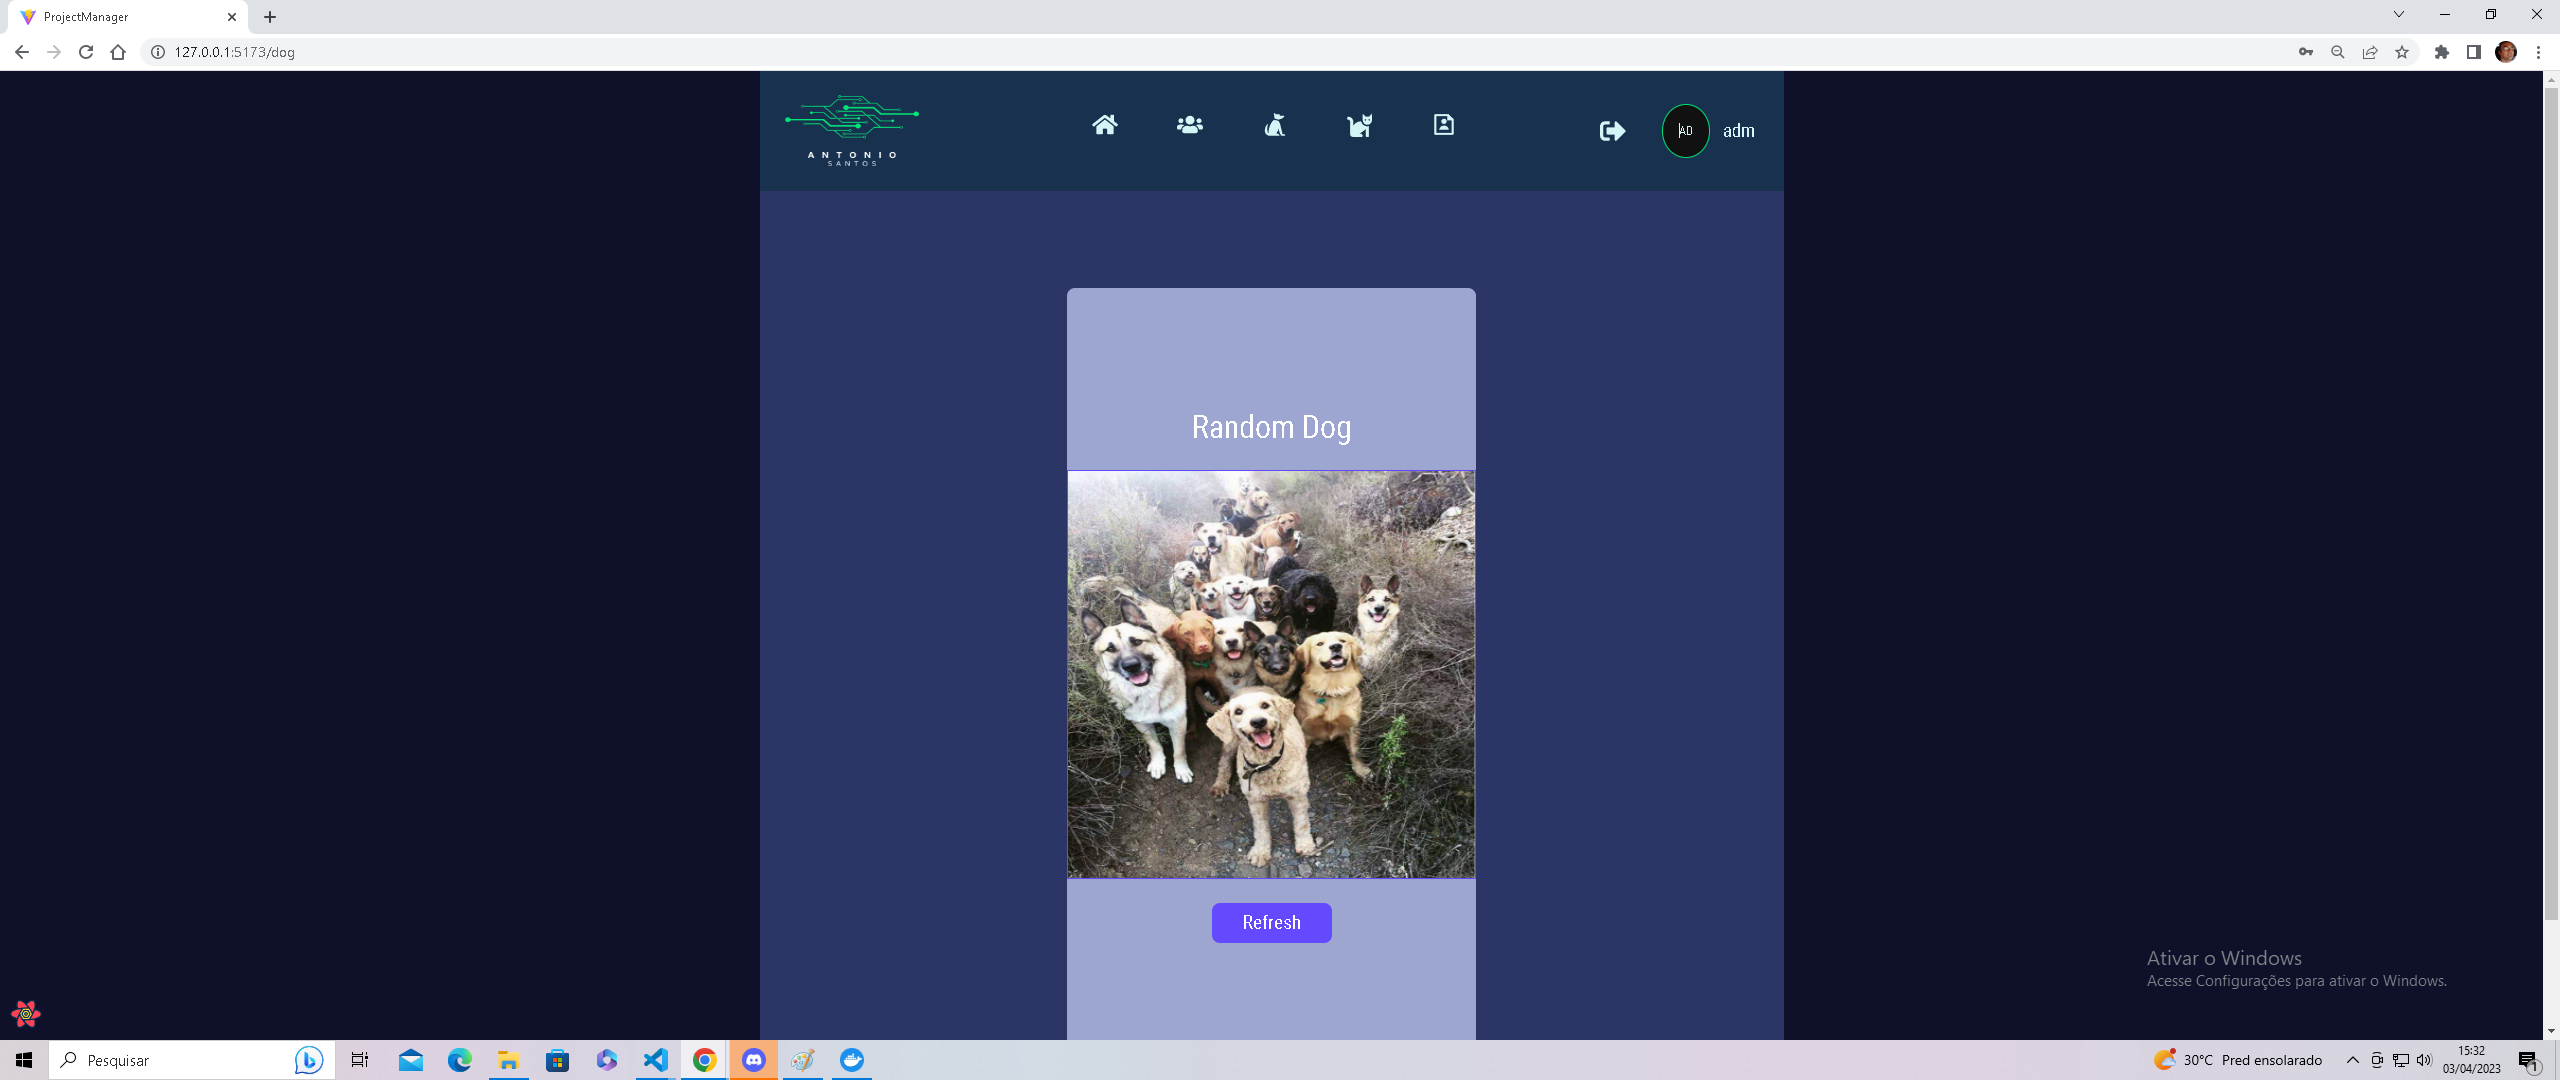 ProjectManager
127.0.0.1:5173/dog
ANTONIO
SANTOS
AD
adm
Random Dog
Refresh
Ativar o Windows
Acesse Configurações para ativar o Windows.
Pesquisar
30°C Pred ensolarado
15:32
03/04/2023
1